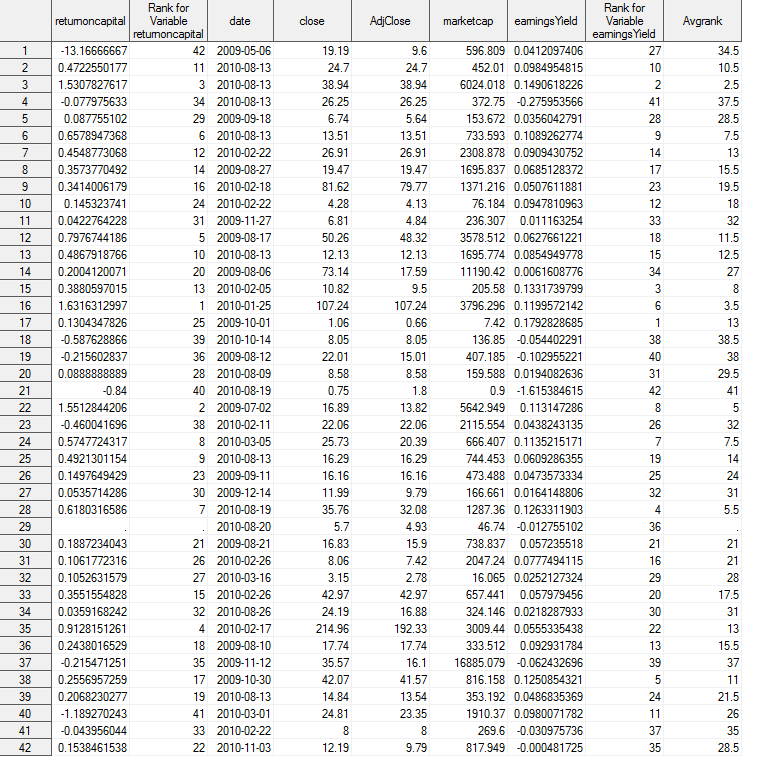 returnoncapital Rank for Variable returnoncapital date close AdjClose marketcap earningsYield Rank for Variable earningsYield Avgrank
1 -13.16666667 42 2009-05-06 19.19 9.6 596.809 0.0412097406 27 34.5
2 0.4722550177 11 2010-08-13 24.7 24.7 452.01 0.0984954815 10 10.5
3 1.5307827617 3 2010-08-13 38.94 38.94 6024.018 0.1490618226 2 2.5
4 -0.077975633 34 2010-08-13 26.25 26.25 372.75 -0.275953566 41 37.5
5 0.087755102 29 2009-09-18 6.74 5.64 153.672 0.0356042791 28 28.5
6 0.6578947368 6 2010-08-13 13.51 13.51 733.593 0.1089262774 9 7.5
7 0.4548773068 12 2010-02-22 26.91 26.91 2308.878 0.0909430752 14 13
8 0.3573770492 14 2009-08-27 19.47 19.47 1695.837 0.0685128372 17 15.5
9 0.3414006179 16 2010-02-18 81.62 79.77 1371.216 0.0507611881 23 19.5
10 0.145323741 24 2010-02-22 4.28 4.13 76.184 0.0947810963 12 18
11 0.0422764228 31 2009-11-27 6.81 4.84 236.307 0.011163254 33 32
12 0.7976744186 5 2009-08-17 50.26 48.32 3578.512 0.0627661221 18 11.5
13 0.4867918766 10 2010-08-13 12.13 12.13 1695.774 0.0854949778 15 12.5
14 0.2004120071 20 2009-08-06 73.14 17.59 11190.42 0.0061608776 34 27
15 0.3880597015 13 2010-02-05 10.82 9.5 205.58 0.1331739799 3 8
16 1.6316312997 1 2010-01-25 107.24 107.24 3796.296 0.1199572142 6 3.5
17 0.1304347826 25 2009-10-01 1.06 0.66 7.42 0.1792828685 1 13
18 -0.587628866 39 2010-10-14 8.05 8.05 136.85 -0.054402291 38 38.5
19 -0.215602837 36 2009-08-12 22.01 15.01 407.185 -0.102955221 40 38
20 0.0888888889 28 2010-08-09 8.58 8.58 159.588 0.0194082636 31 29.5
21 -0.84 40 2010-08-19 0.75 1.8 0.9 -1.615384615 42 41
22 1.5512844206 2 2009-07-02 16.89 13.82 5642.949 0.113147286 8 5
23 -0.460041696 38 2010-02-11 22.06 22.06 2115.554 0.0438243135 26 32
24 0.5747724317 8 2010-03-05 25.73 20.39 666.407 0.1135215171 7 7.5
25 0.4921301154 9 2010-08-13 16.29 16.29 744.453 0.0609286355 19 14
26 0.1497649429 23 2009-09-11 16.16 16.16 473.488 0.0473573334 25 24
27 0.0535714286 30 2009-12-14 11.99 9.79 166.661 0.0164148806 32 31
28 0.6180316586 7 2010-08-19 35.76 32.08 1287.36 0.1263311903 4 5.5
29 . . 2010-08-20 5.7 4.93 46.74 -0.012755102 36 .
30 0.1887234043 21 2009-08-21 16.83 15.9 738.837 0.057235518 21 21
31 0.1061772316 26 2010-02-26 8.06 7.42 2047.24 0.0777494115 16 21
32 0.1052631579 27 2010-03-16 3.15 2.78 16.065 0.0252127324 29 28
33 0.3551554828 15 2010-02-26 42.97 42.97 657.441 0.057979456 20 17.5
34 0.0359168242 32 2010-08-26 24.19 16.88 324.146 0.0218287933 30 31
35 0.9128151261 4 2010-02-17 214.96 192.33 3009.44 0.0555335438 22 13
36 0.2438016529 18 2009-08-10 17.74 17.74 333.512 0.092931784 13 15.5
37 -0.215471251 35 2009-11-12 35.57 16.1 16885.079 -0.062432696 39 37
38 0.2556957259 17 2009-10-30 42.07 41.57 816.158 0.1250854321 5 11
39 0.2068230277 19 2010-08-13 14.84 13.54 353.192 0.0486835369 24 21.5
40 -1.189270243 41 2010-03-01 24.81 23.35 1910.37 0.0980071782 11 26
41 -0.043956044 33 2010-02-22 8 8 269.6 -0.030975736 37 35
42 0.1538461538 22 2010-11-03 12.19 9.79 817.949 -0.000481725 35 28.5